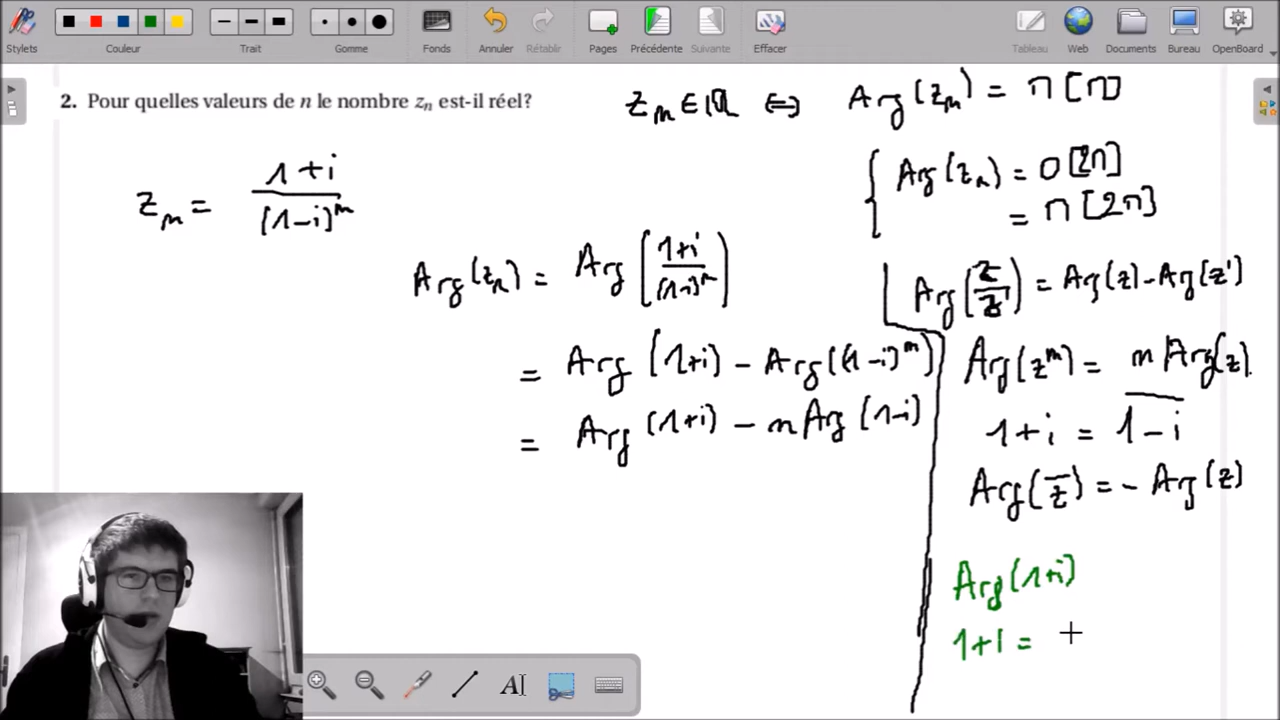 Stylets Couleur Trait Gomme Fonds Annuler Rétablir Pages Précédente Suivante Effacer Tableau Web Documents Bureau OpenBoard
2. Pour quelles valeurs de n le nombre zₙ est-il réel?
zₙ ∈ ℝ ⇔ Arg(zₙ) = π [π]
{ Arg(zₙ) = 0 [2π]
= π [2π]
zₙ = (1+i)/(1-i)ⁿ
Arg(zₙ) = Arg[(1+i)/(1-i)ⁿ]
= Arg(1+i) - Arg((1-i)ⁿ)
= Arg(1+i) - n Arg(1-i)
Arg(z/z') = Arg(z) - Arg(z')
Arg(zⁿ) = n Arg(z).
1+i = \overline{1-i}
Arg(z̅) = - Arg(z)
Arg(1+i)
1+i =
AI